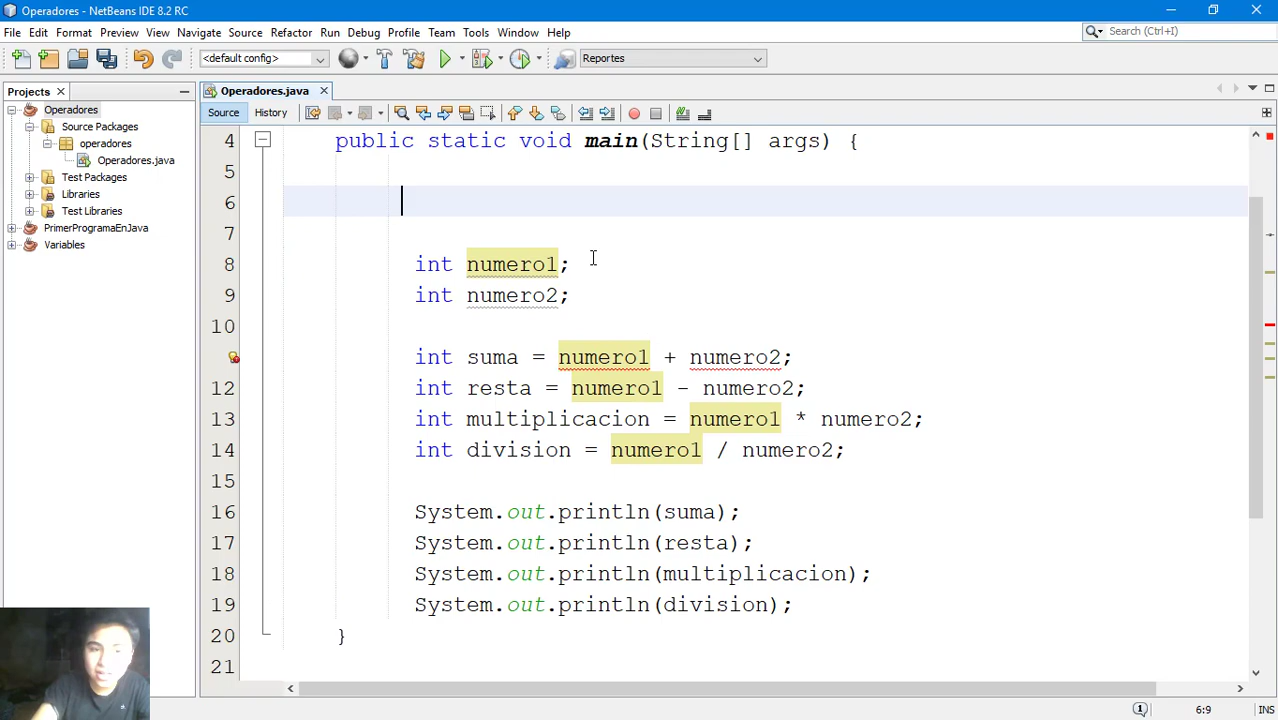 Operadores - NetBeans IDE 8.2 RC
File Edit Format Preview View Navigate Source Refactor Run Debug Profile Team Tools Window Help
Search (Ctrl+I)
<default config>
Reportes
Projects
Operadores.java
Operadores
Source Packages
operadores
Operadores.java
Test Packages
Libraries
Test Libraries
PrimerProgramaEnJava
Variables
Source History
4 public static void main(String[] args) {
5
6
7
8 int numero1;
9 int numero2;
10
int suma = numero1 + numero2;
12 int resta = numero1 - numero2;
13 int multiplicacion = numero1 * numero2;
14 int division = numero1 / numero2;
15
16 System.out.println(suma);
17 System.out.println(resta);
18 System.out.println(multiplicacion);
19 System.out.println(division);
20 }
21
1 6:9 INS